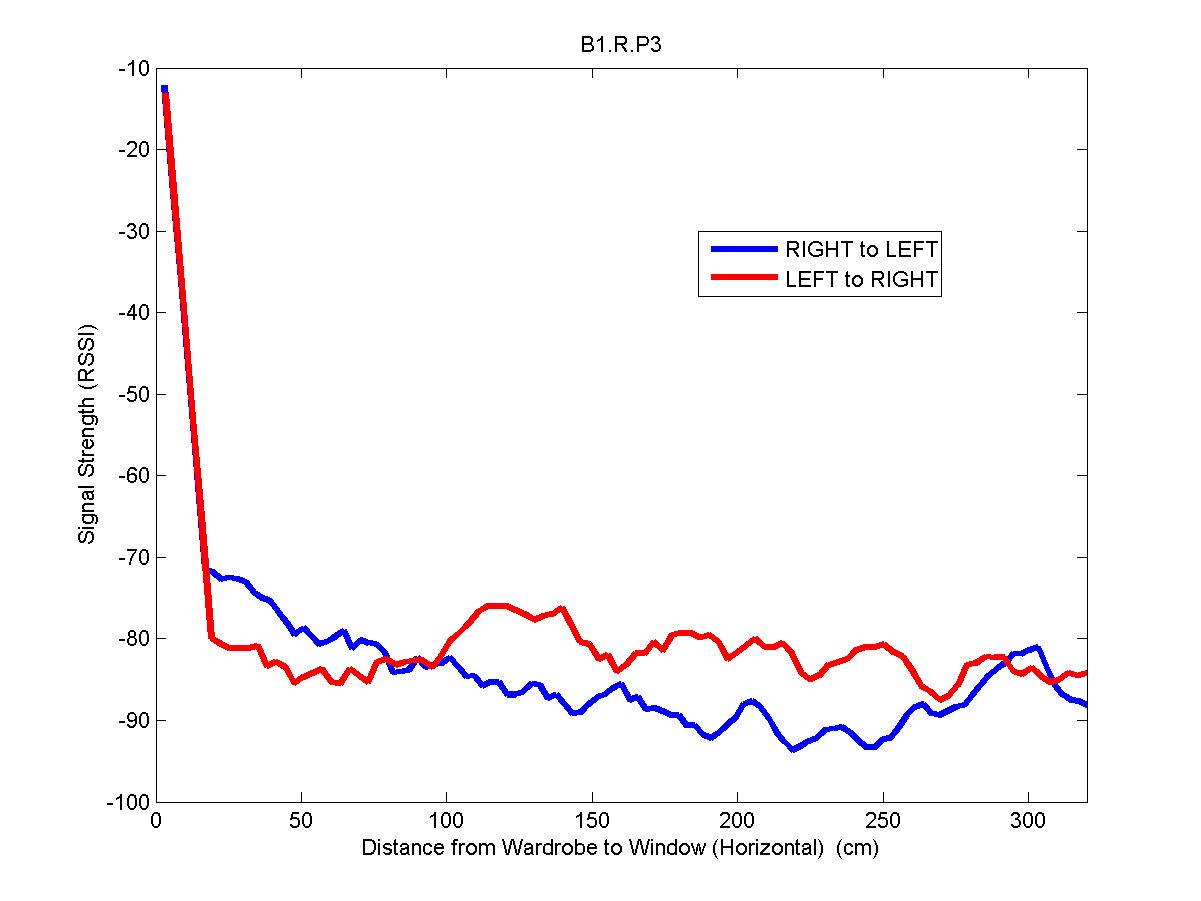 B1.R.P3
-10
-20
-30
-40
-50
-60
-70
-80
-90
-100
Signal Strength (RSSI)
RIGHT to LEFT
LEFT to RIGHT
0 50 100 150 200 250 300
Distance from Wardrobe to Window (Horizontal)  (cm)